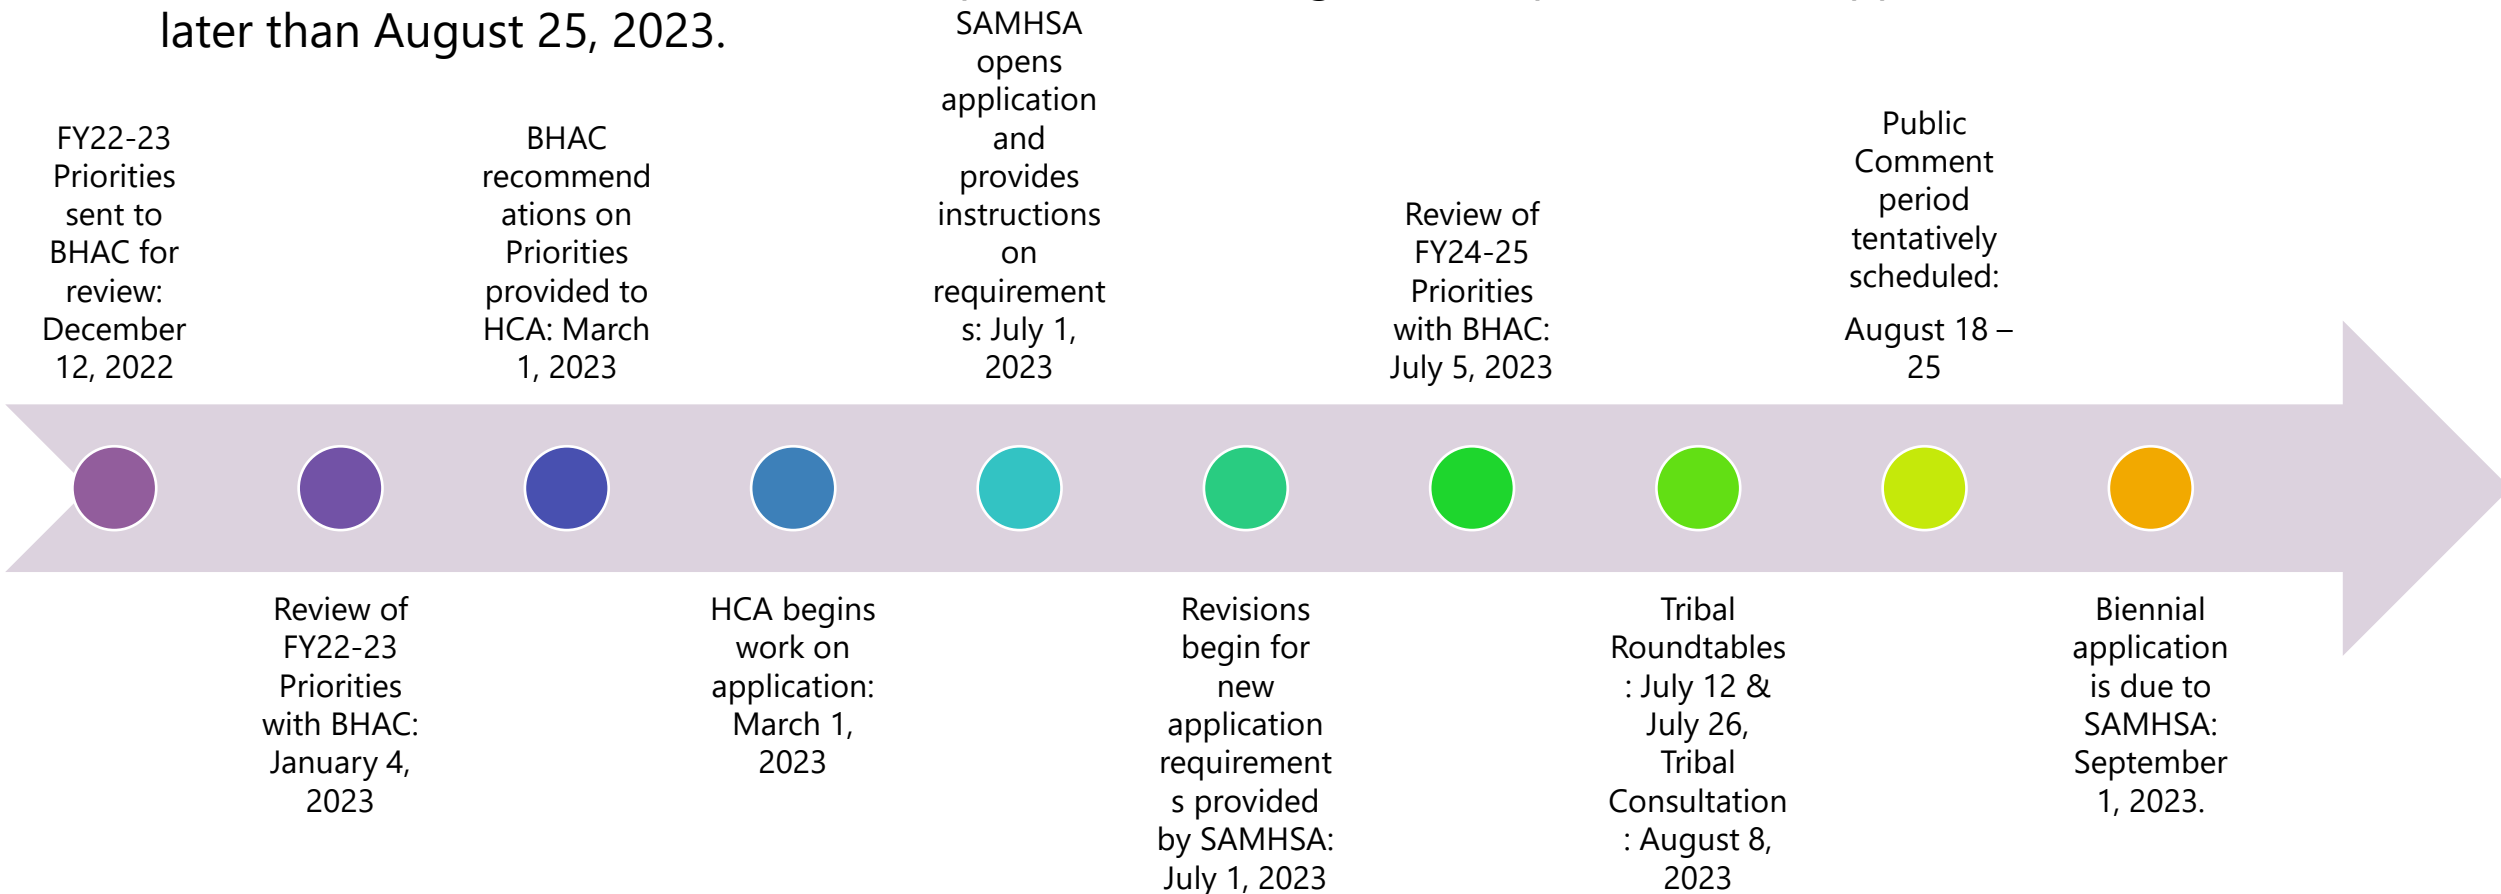 later than August 25, 2023.
FY22-23
Priorities
sent to
BHAC for
review:
December
12, 2022
Review of
FY22-23
Priorities
with BHAC:
January 4,
2023
BHAC
recommend
ations on
Priorities
provided to
HCA: March
1, 2023
HCA begins
work on
application:
March 1,
2023
SAMHSA
opens
application
and
provides
instructions
on
requirement
s: July 1,
2023
Revisions
begin for
new
application
requirement
s provided
by SAMHSA:
July 1, 2023
Review of
FY24-25
Priorities
with BHAC:
July 5, 2023
Tribal
Roundtables
: July 12 &
July 26,
Tribal
Consultation
: August 8,
2023
Public
Comment
period
tentatively
scheduled:
August 18 –
25
Biennial
application
is due to
SAMHSA:
September
1, 2023.